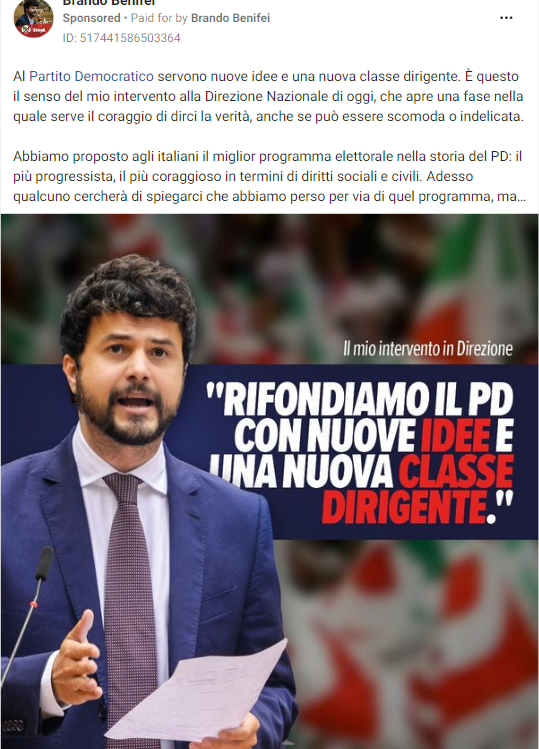 Brando Benifei
Sponsored • Paid for by Brando Benifei
ID: 517441586503364
Al Partito Democratico servono nuove idee e una nuova classe dirigente. È questo
il senso del mio intervento alla Direzione Nazionale di oggi, che apre una fase nella
quale serve il coraggio di dirci la verità, anche se può essere scomoda o indelicata.
Abbiamo proposto agli italiani il miglior programma elettorale nella storia del PD: il
più progressista, il più coraggioso in termini di diritti sociali e civili. Adesso
qualcuno cercherà di spiegarci che abbiamo perso per via di quel programma, ma...
Il mio intervento in Direzione
"RIFONDIAMO IL PD
CON NUOVE IDEE E
UNA NUOVA CLASSE
DIRIGENTE."